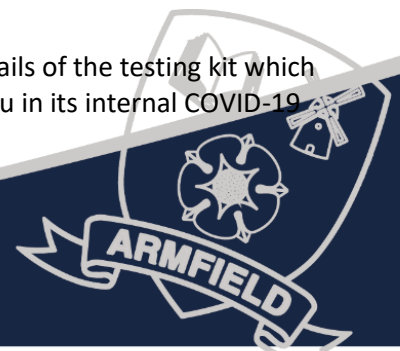 ails of the testing kit which
u in its internal COVID-19
ARMFIELD